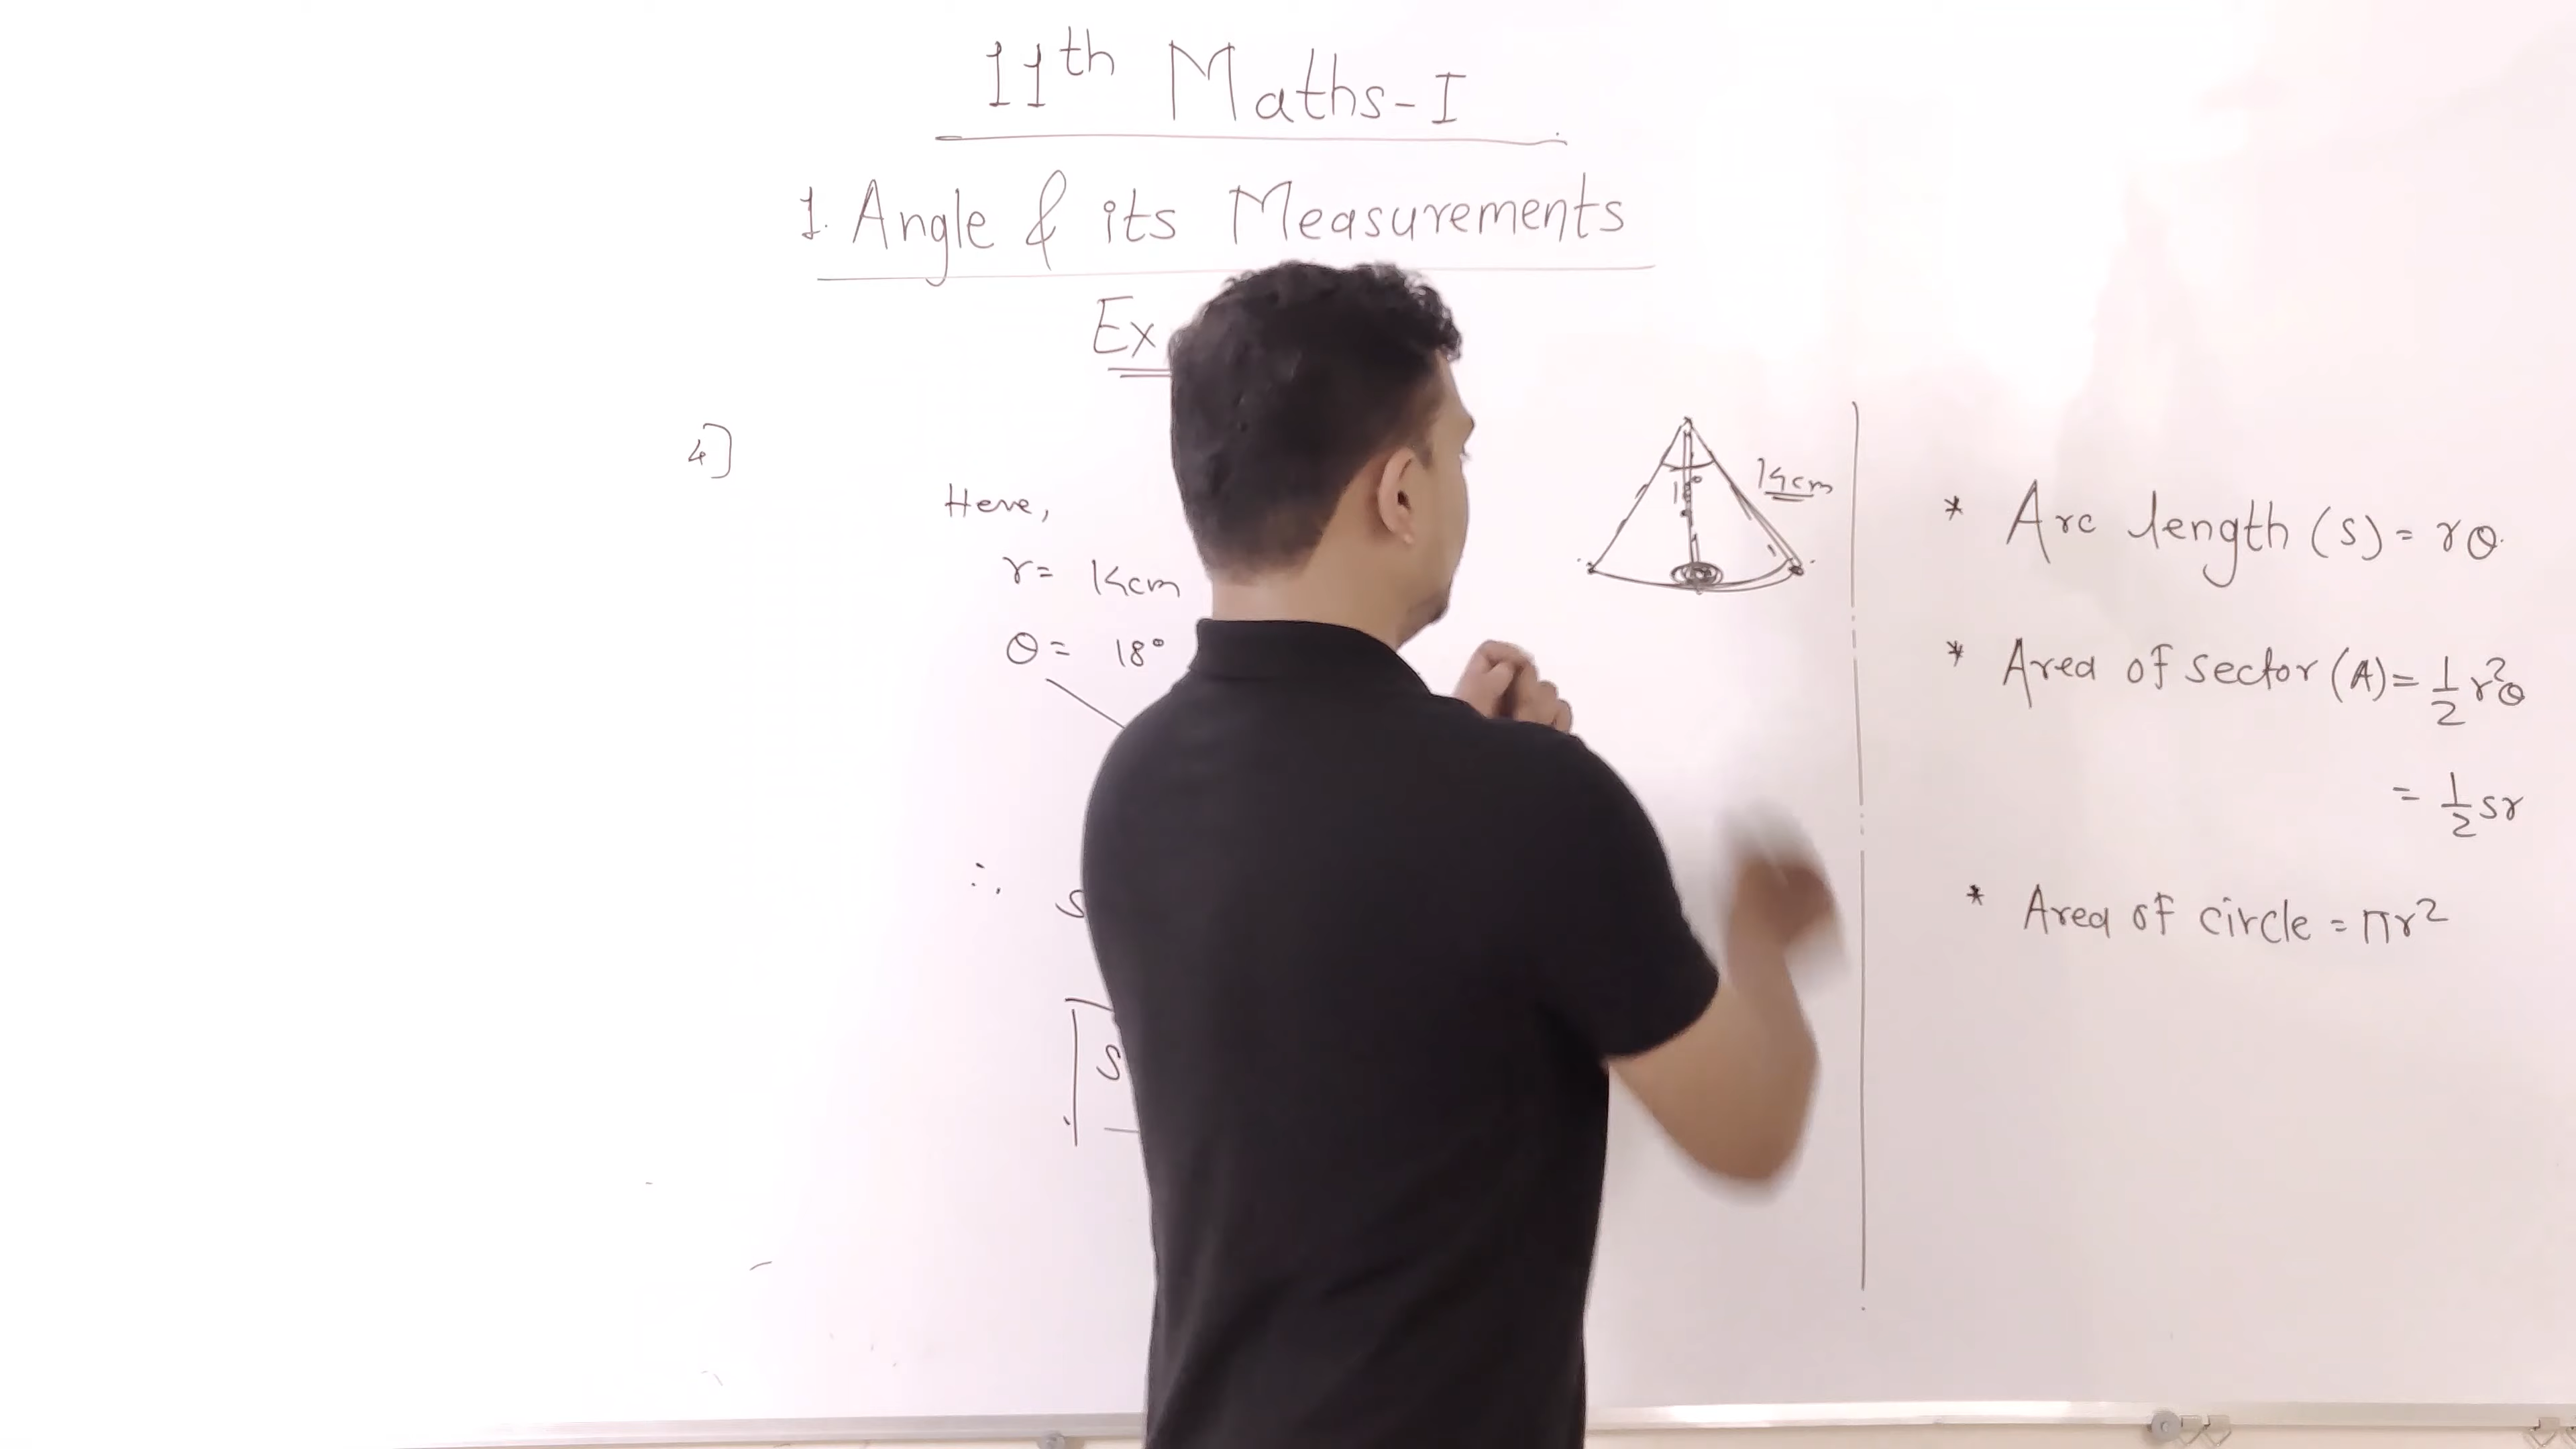 11th Maths-I
1. Angle & its Measurements
Ex
4]
Here,
r= 14cm
θ= 18°
∴ S
S
18°
14cm
* Arc length (S) = rθ.
* Area of sector (A) = 1/2 r²θ
= 1/2 sr
* Area of circle = πr²